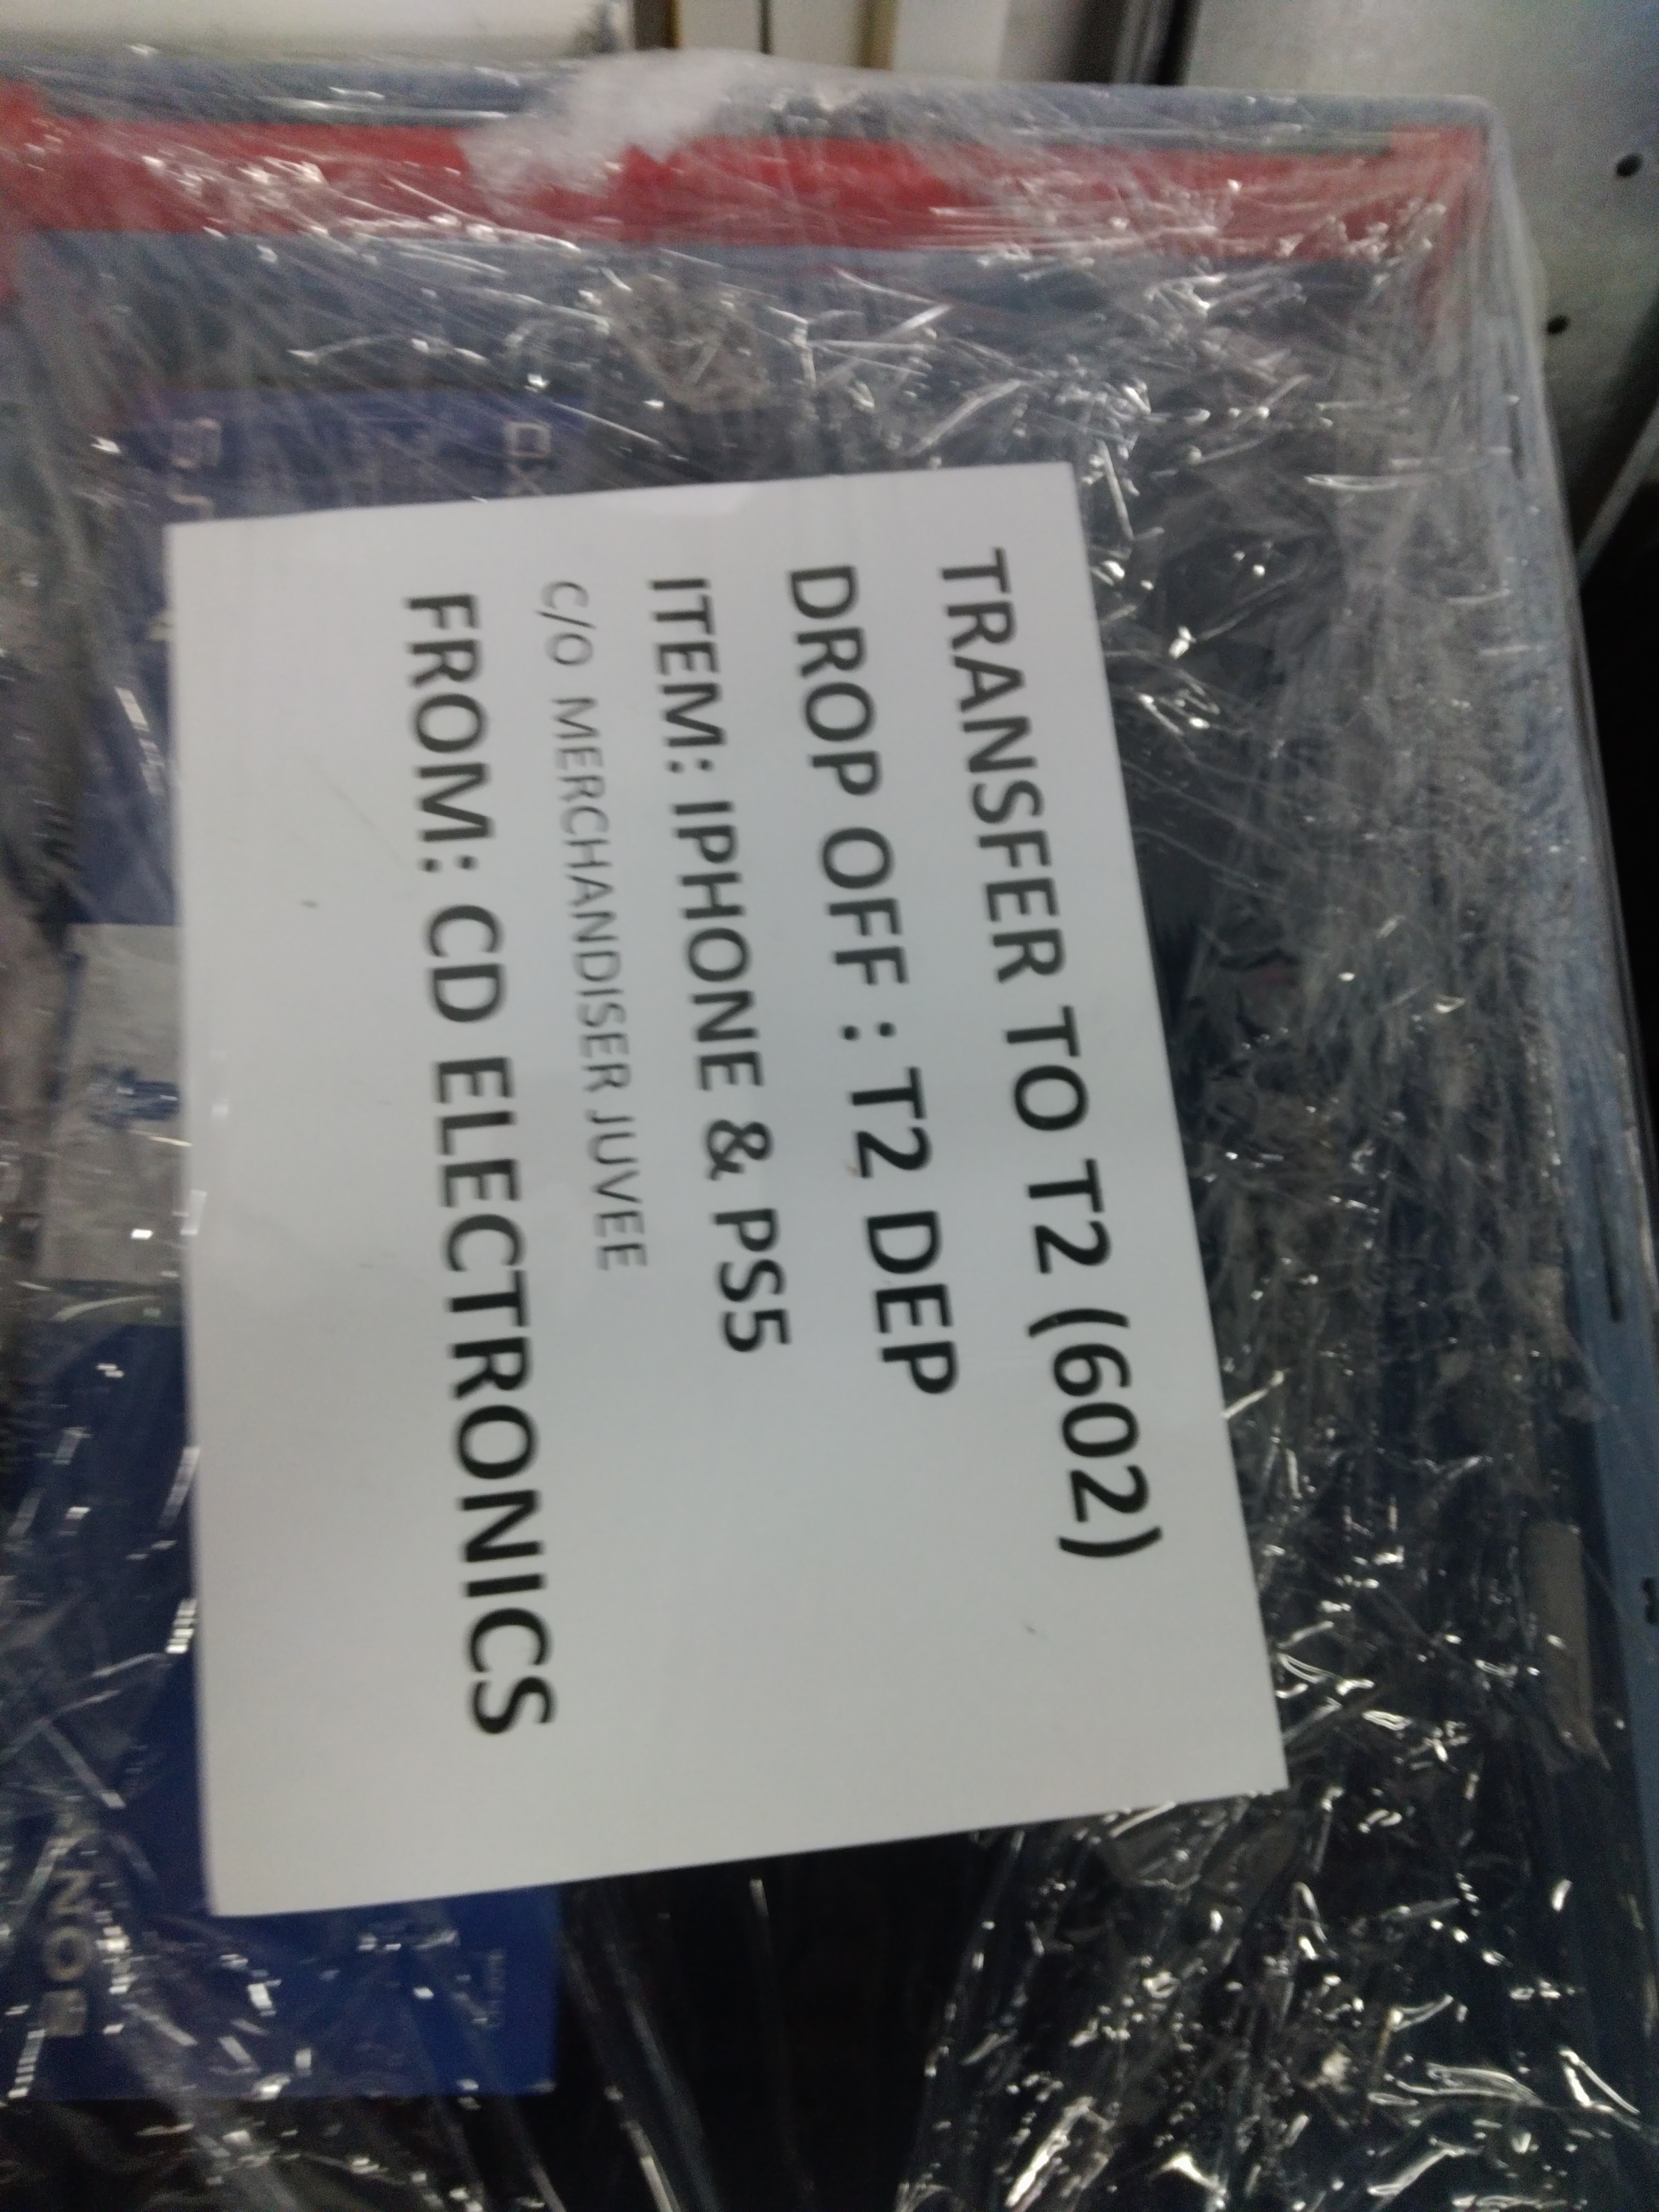 TRANSFER TO T2 (602)
DROP OFF : T2 DEP
ITEM: IPHONE & PS5
C/O MERCHANDISER JUVEE
FROM: CD ELECTRONICS